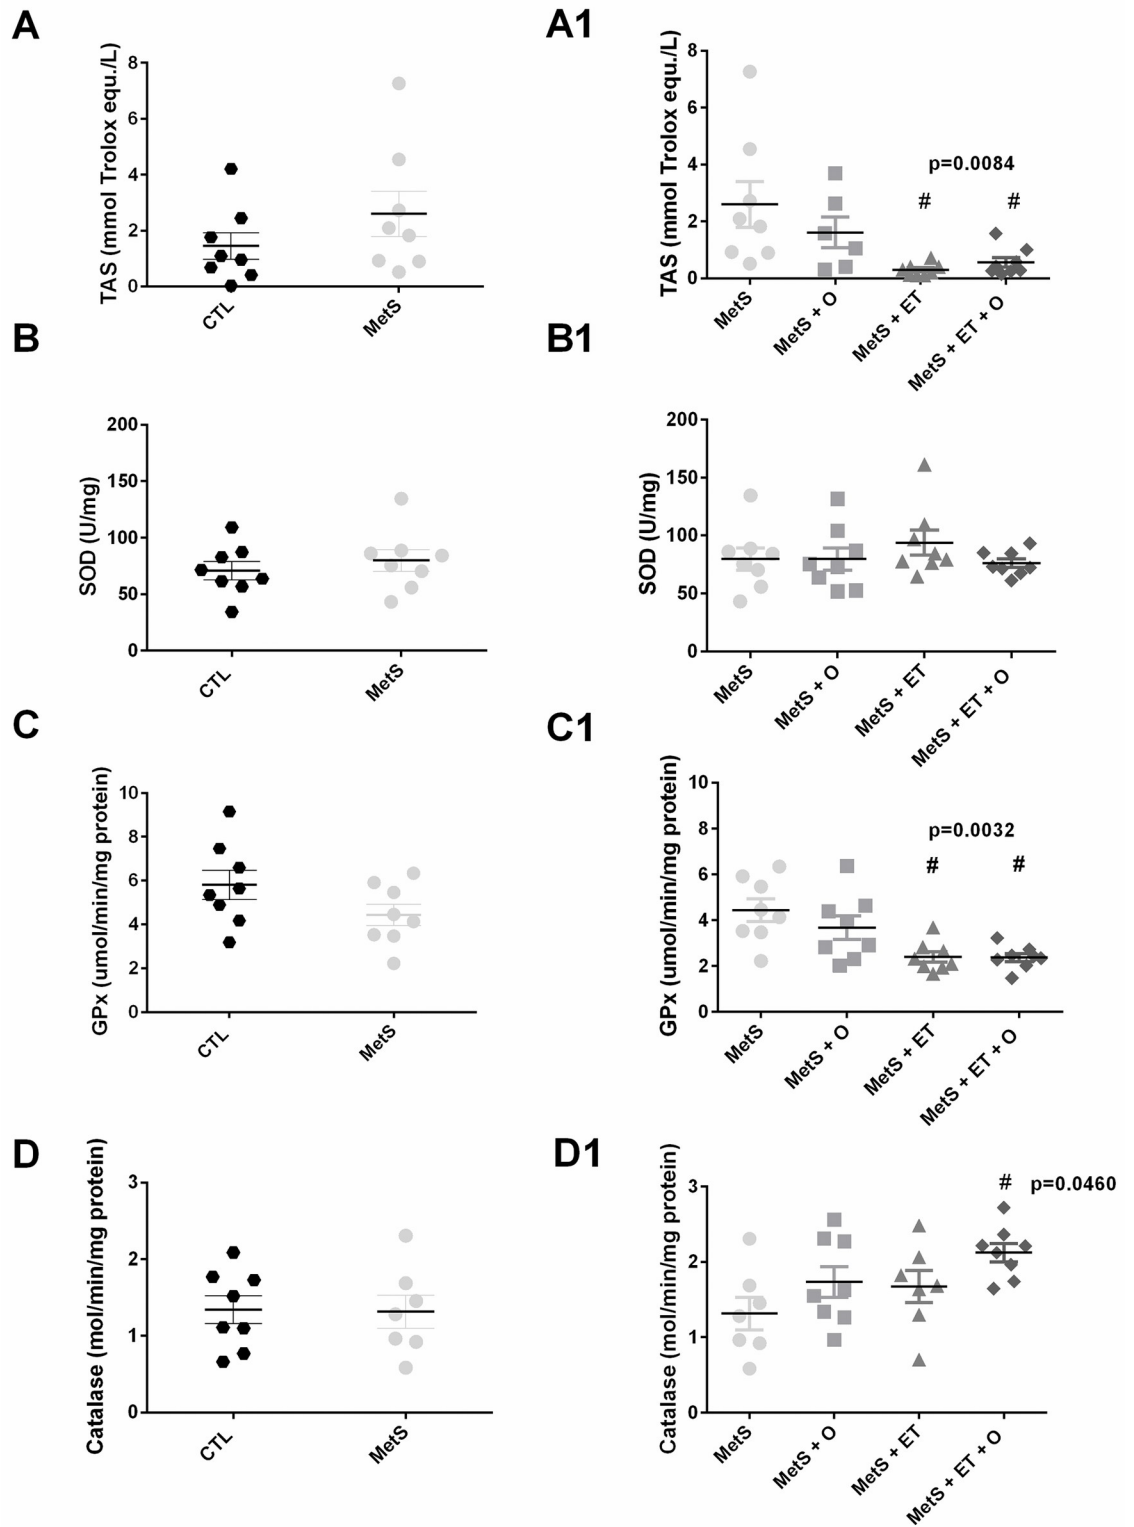 A
TAS (mmol Trolox equ./L)
8
6
4
2
0
CTL
MetS
A1
TAS (mmol Trolox equ./L)
8
6
4
2
0
p=0.0084
#
#
MetS
MetS + O
MetS + ET
MetS + ET + O
B
SOD (U/mg)
200
150
100
50
0
CTL
MetS
B1
SOD (U/mg)
200
150
100
50
0
MetS
MetS + O
MetS + ET
MetS + ET + O
C
GPx (umol/min/mg protein)
10
8
6
4
2
0
CTL
MetS
C1
GPx (umol/min/mg protein)
10
8
6
4
2
0
p=0.0032
#
#
MetS
MetS + O
MetS + ET
MetS + ET + O
D
Catalase (mol/min/mg protein)
3
2
1
0
CTL
MetS
D1
Catalase (mol/min/mg protein)
3
2
1
0
# p=0.0460
MetS
MetS + O
MetS + ET
MetS + ET + O